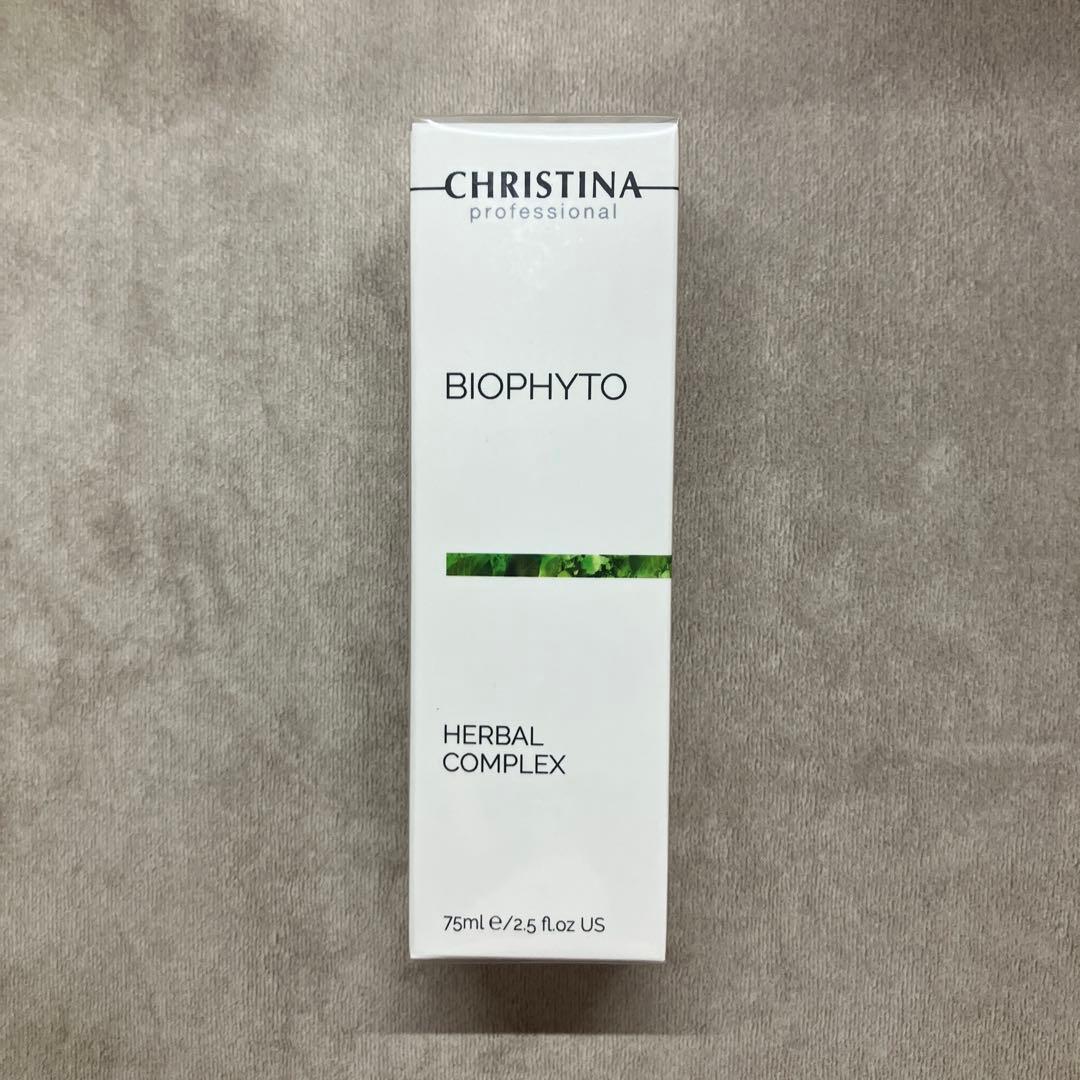 CHRISTINA
professional
BIOPHYTO
HERBAL
COMPLEX
75ml ℮/2.5 fl.oz US